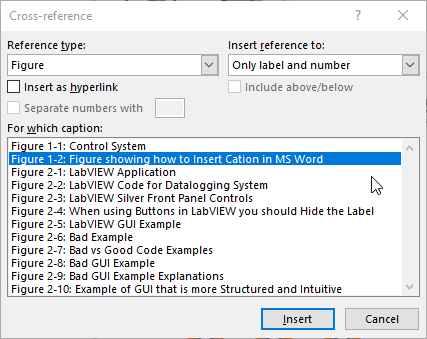 Cross-reference
Reference type:
Insert reference to:
Figure
Only label and number
Insert as hyperlink
Include above/below
Separate numbers with
For which caption:
Figure 1-1: Control System
Figure 1-2: Figure showing how to Insert Cation in MS Word
Figure 2-1: LabVIEW Application
Figure 2-2: LabVIEW Code for Datalogging System
Figure 2-3: LabVIEW Silver Front Panel Controls
Figure 2-4: When using Buttons in LabVIEW you should Hide the Label
Figure 2-5: LabVIEW GUI Example
Figure 2-6: Bad Example
Figure 2-7: Bad vs Good Code Examples
Figure 2-8: Bad GUI Example
Figure 2-9: Bad GUI Example Explanations
Figure 2-10: Example of GUI that is more Structured and Intuitive
Insert
Cancel